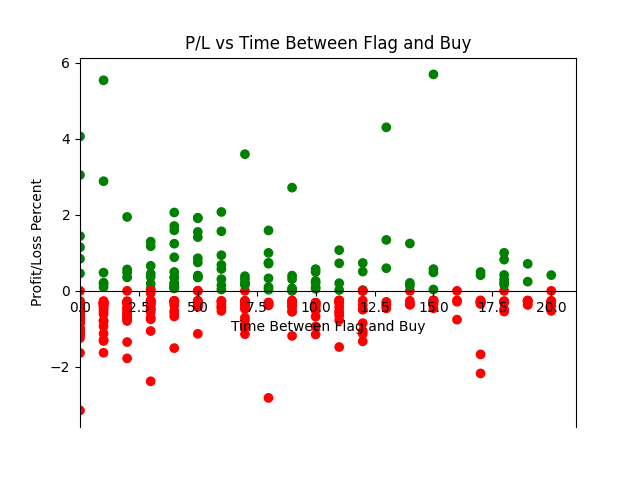 P/L vs Time Between Flag and Buy
6
4
2
0
−2
Profit/Loss Percent
0.0 2.5 5.0 7.5 10.0 12.5 15.0 17.5 20.0
Time Between Flag and Buy